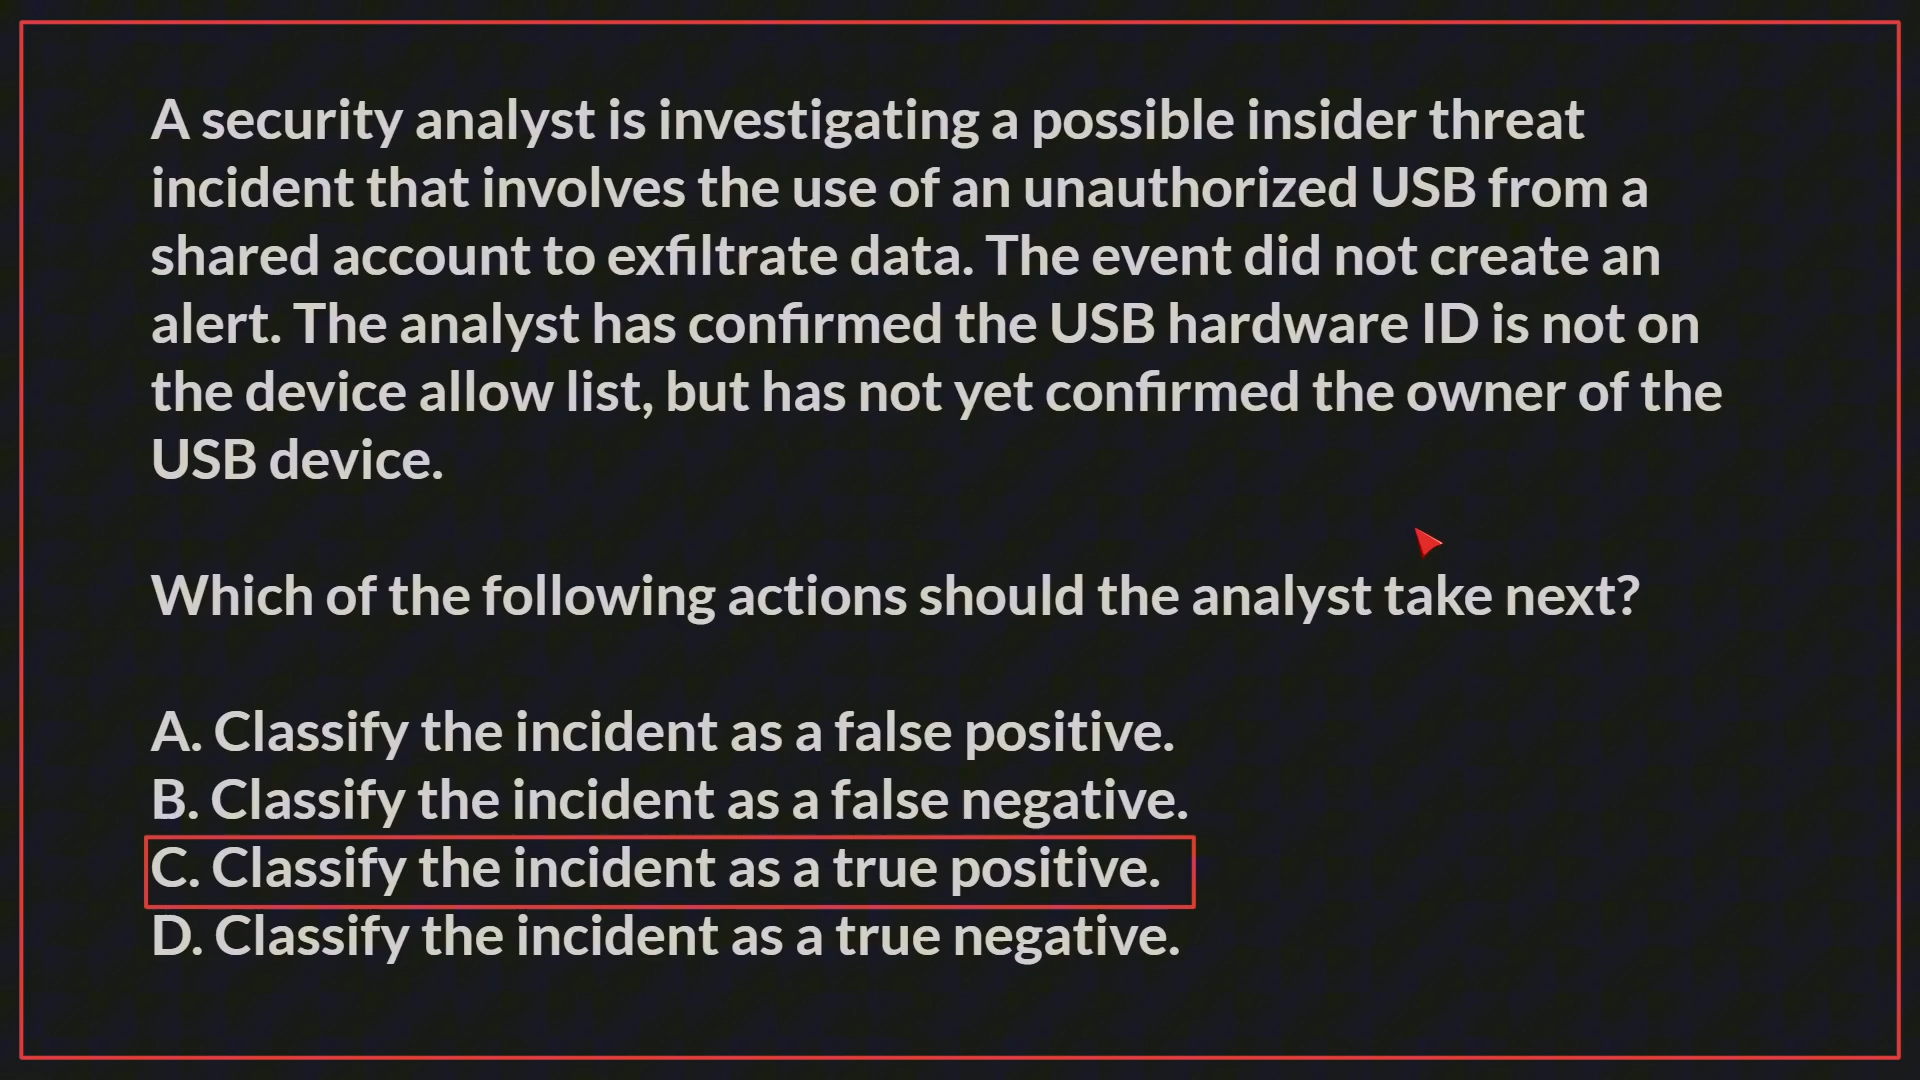 A security analyst is investigating a possible insider threat
incident that involves the use of an unauthorized USB from a
shared account to exfiltrate data. The event did not create an
alert. The analyst has confirmed the USB hardware ID is not on
the device allow list, but has not yet confirmed the owner of the
USB device.
Which of the following actions should the analyst take next?
A. Classify the incident as a false positive.
B. Classify the incident as a false negative.
C. Classify the incident as a true positive.
D. Classify the incident as a true negative.